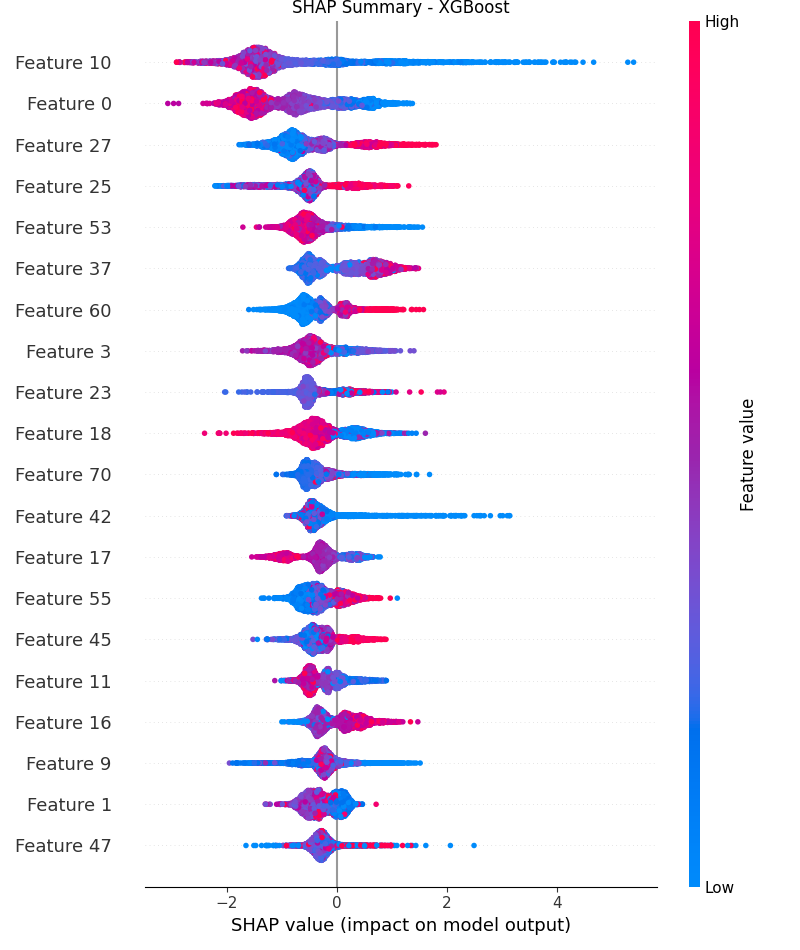 SHAP Summary - XGBoost
High
Feature 10
Feature 0
Feature 27
Feature 25
Feature 53
Feature 37
Feature 60
Feature 3
Feature 23
Feature 18
Feature 70
Feature 42
Feature 17
Feature 55
Feature 45
Feature 11
Feature 16
Feature 9
Feature 1
Feature 47
Feature value
Low
−2 0 2 4
SHAP value (impact on model output)